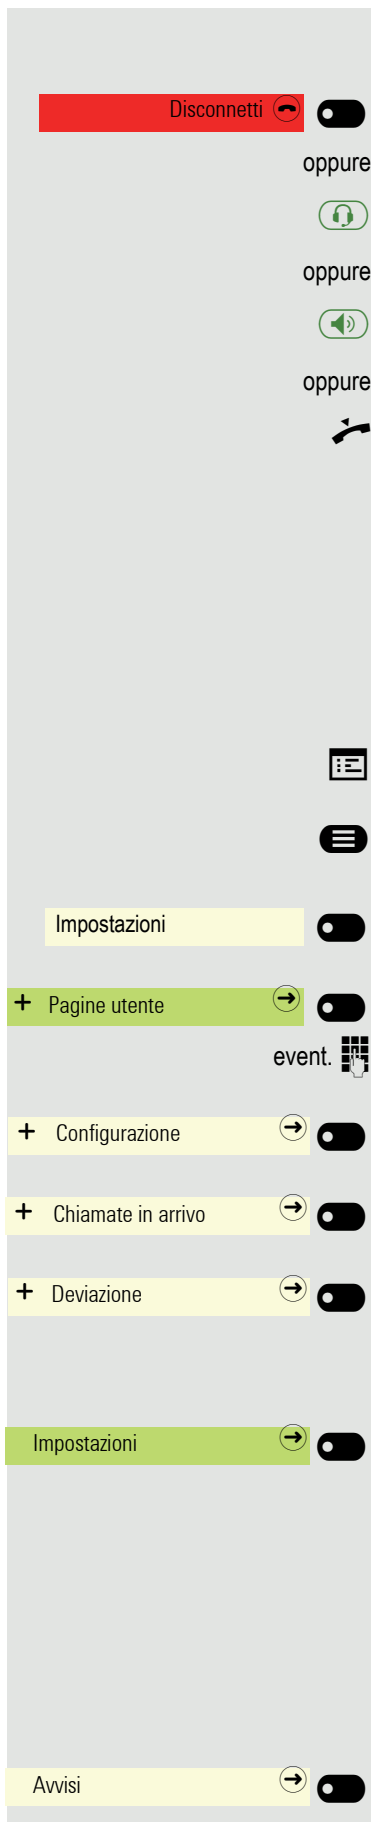 Disconnetti
oppure
oppure
oppure
Impostazioni
+ Pagine utente
event.
+ Configurazione
+ Chiamate in arrivo
+ Deviazione
Impostazioni
Avvisi